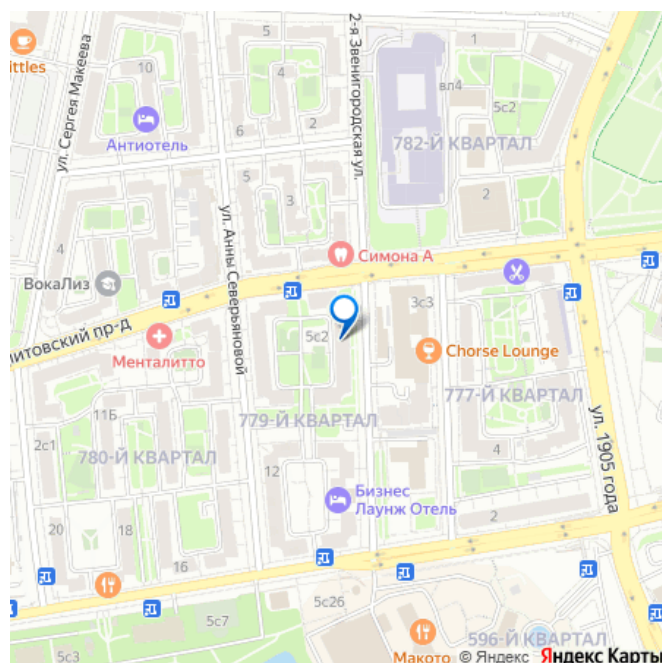 ittles
ул. Сергея Макеева
10
Антиотель
5
4
6
2
2-я Звенигородская ул.
1
вл4
5с2
782-Й КВАРТАЛ
2
5
3
4
ул. Анны Северьяновой
Симона А
ВокаЛиз
3с3
5с2
литовский пр-д
Менталитто
Chorse Lounge
777-Й КВАРТАЛ
11Б
779-Й КВАРТАЛ
ул. 1905 года
2с1
780-Й КВАРТАЛ
12
4
Бизнес
Лаунж Отель
20
18
2
16
5с26
5с7
5с3
596-Й КВАРТАЛ
Макото
© Яндекс Яндекс Карты